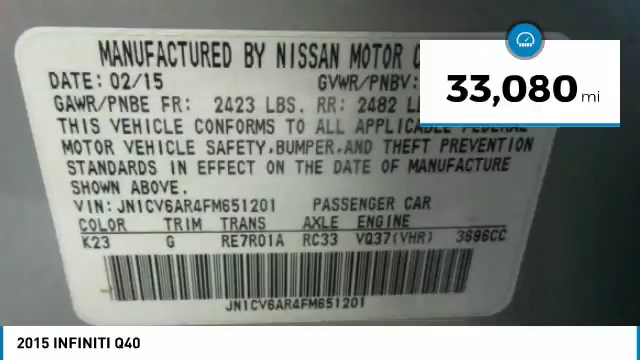 MANUFACTURED BY NISSAN MOTOR
DATE: 02/15 GVWR/PNBV:
GAWR/PNBE FR: 2423 LBS. RR: 2482
THIS VEHICLE CONFORMS TO ALL APPLICABLE FEDERAL
MOTOR VEHICLE SAFETY, BUMPER, AND THEFT PREVENTION
STANDARDS IN EFFECT ON THE DATE OF MANUFACTURE
SHOWN ABOVE.
VIN: JN1CV6AR4FM651201 PASSENGER CAR
COLOR TRIM TRANS AXLE ENGINE
K23 G RE7R01A RC33 VQ37(VHR) 3696CC
JN1CV6AR4FM651201
33,080 mi
2015 INFINITI Q40